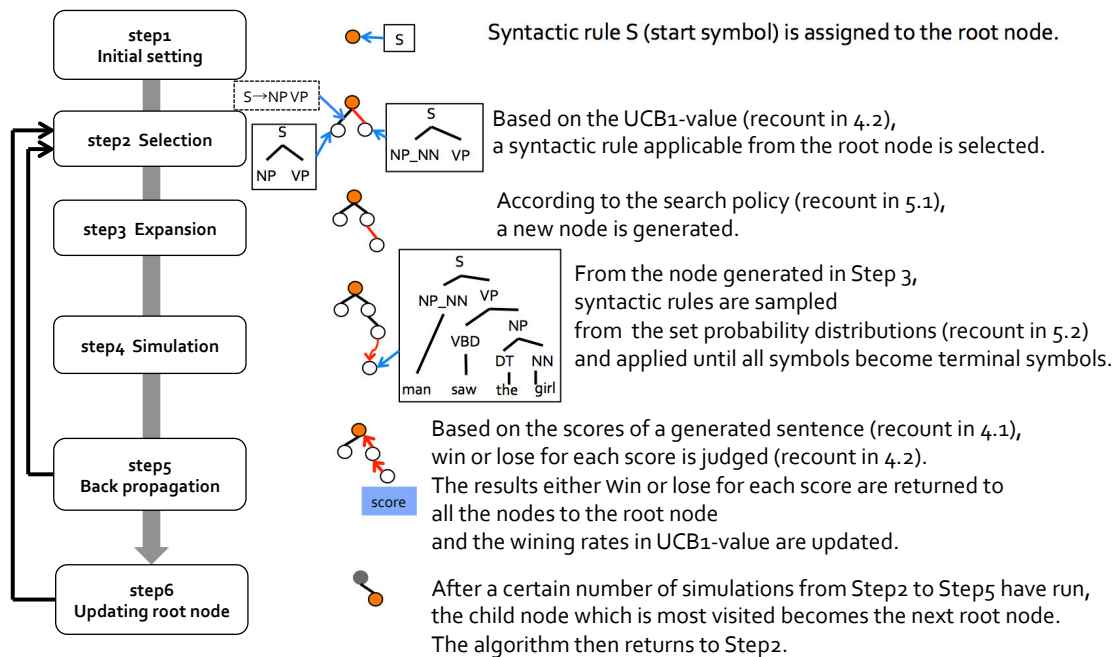 step1
Initial setting
S
Syntactic rule S (start symbol) is assigned to the root node.
S→NP VP
step2 Selection
S
NP VP
S
NP_NN VP
Based on the UCB1-value (recount in 4.2),
a syntactic rule applicable from the root node is selected.
step3 Expansion
According to the search policy (recount in 5.1),
a new node is generated.
step4 Simulation
S
NP_NN VP
NP
VBD
DT NN
man saw the girl
From the node generated in Step 3,
syntactic rules are sampled
from the set probability distributions (recount in 5.2)
and applied until all symbols become terminal symbols.
step5
Back propagation
score
Based on the scores of a generated sentence (recount in 4.1),
win or lose for each score is judged (recount in 4.2).
The results either win or lose for each score are returned to
all the nodes to the root node
and the wining rates in UCB1-value are updated.
step6
Updating root node
After a certain number of simulations from Step2 to Step5 have run,
the child node which is most visited becomes the next root node.
The algorithm then returns to Step2.